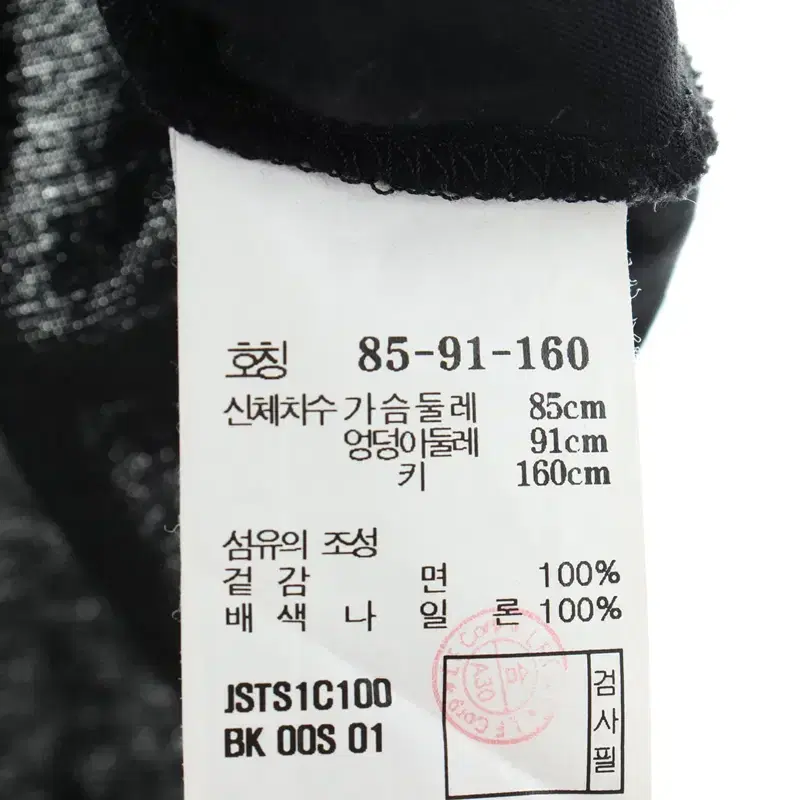 호칭 85-91-160
신체치수 가슴둘레 85cm
엉덩이둘레 91cm
키 160cm
섬유의 조성
겉감 면 100%
배색 나일론 100%
JSTS1C100
BK 00S 01
검사필
A30